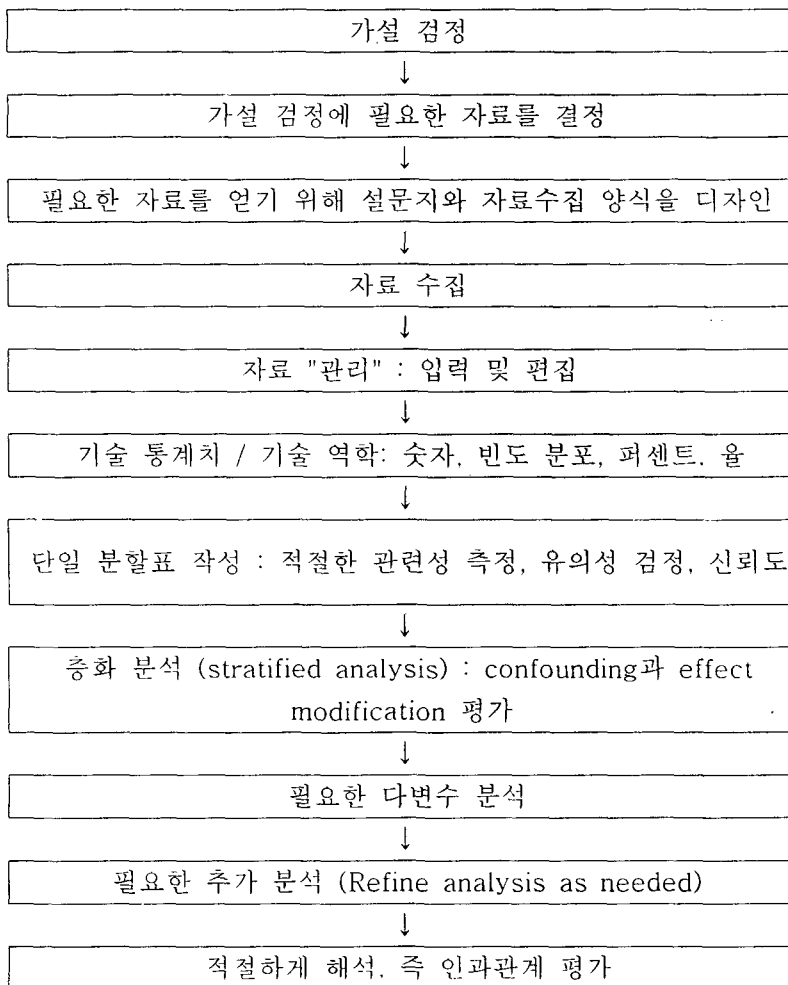 가설 검정
↓
가설 검정에 필요한 자료를 결정
↓
필요한 자료를 얻기 위해 설문지와 자료수집 양식을 디자인
↓
자료 수집
↓
자료 "관리" : 입력 및 편집
↓
기술 통계치 / 기술 역학: 숫자, 빈도 분포, 퍼센트, 율
↓
단일 분할표 작성 : 적절한 관련성 측정, 유의성 검정, 신뢰도
↓
층화 분석 (stratified analysis) : confounding과 effect
modification 평가
↓
필요한 다변수 분석
↓
필요한 추가 분석 (Refine analysis as needed)
↓
적절하게 해석, 즉 인과관계 평가